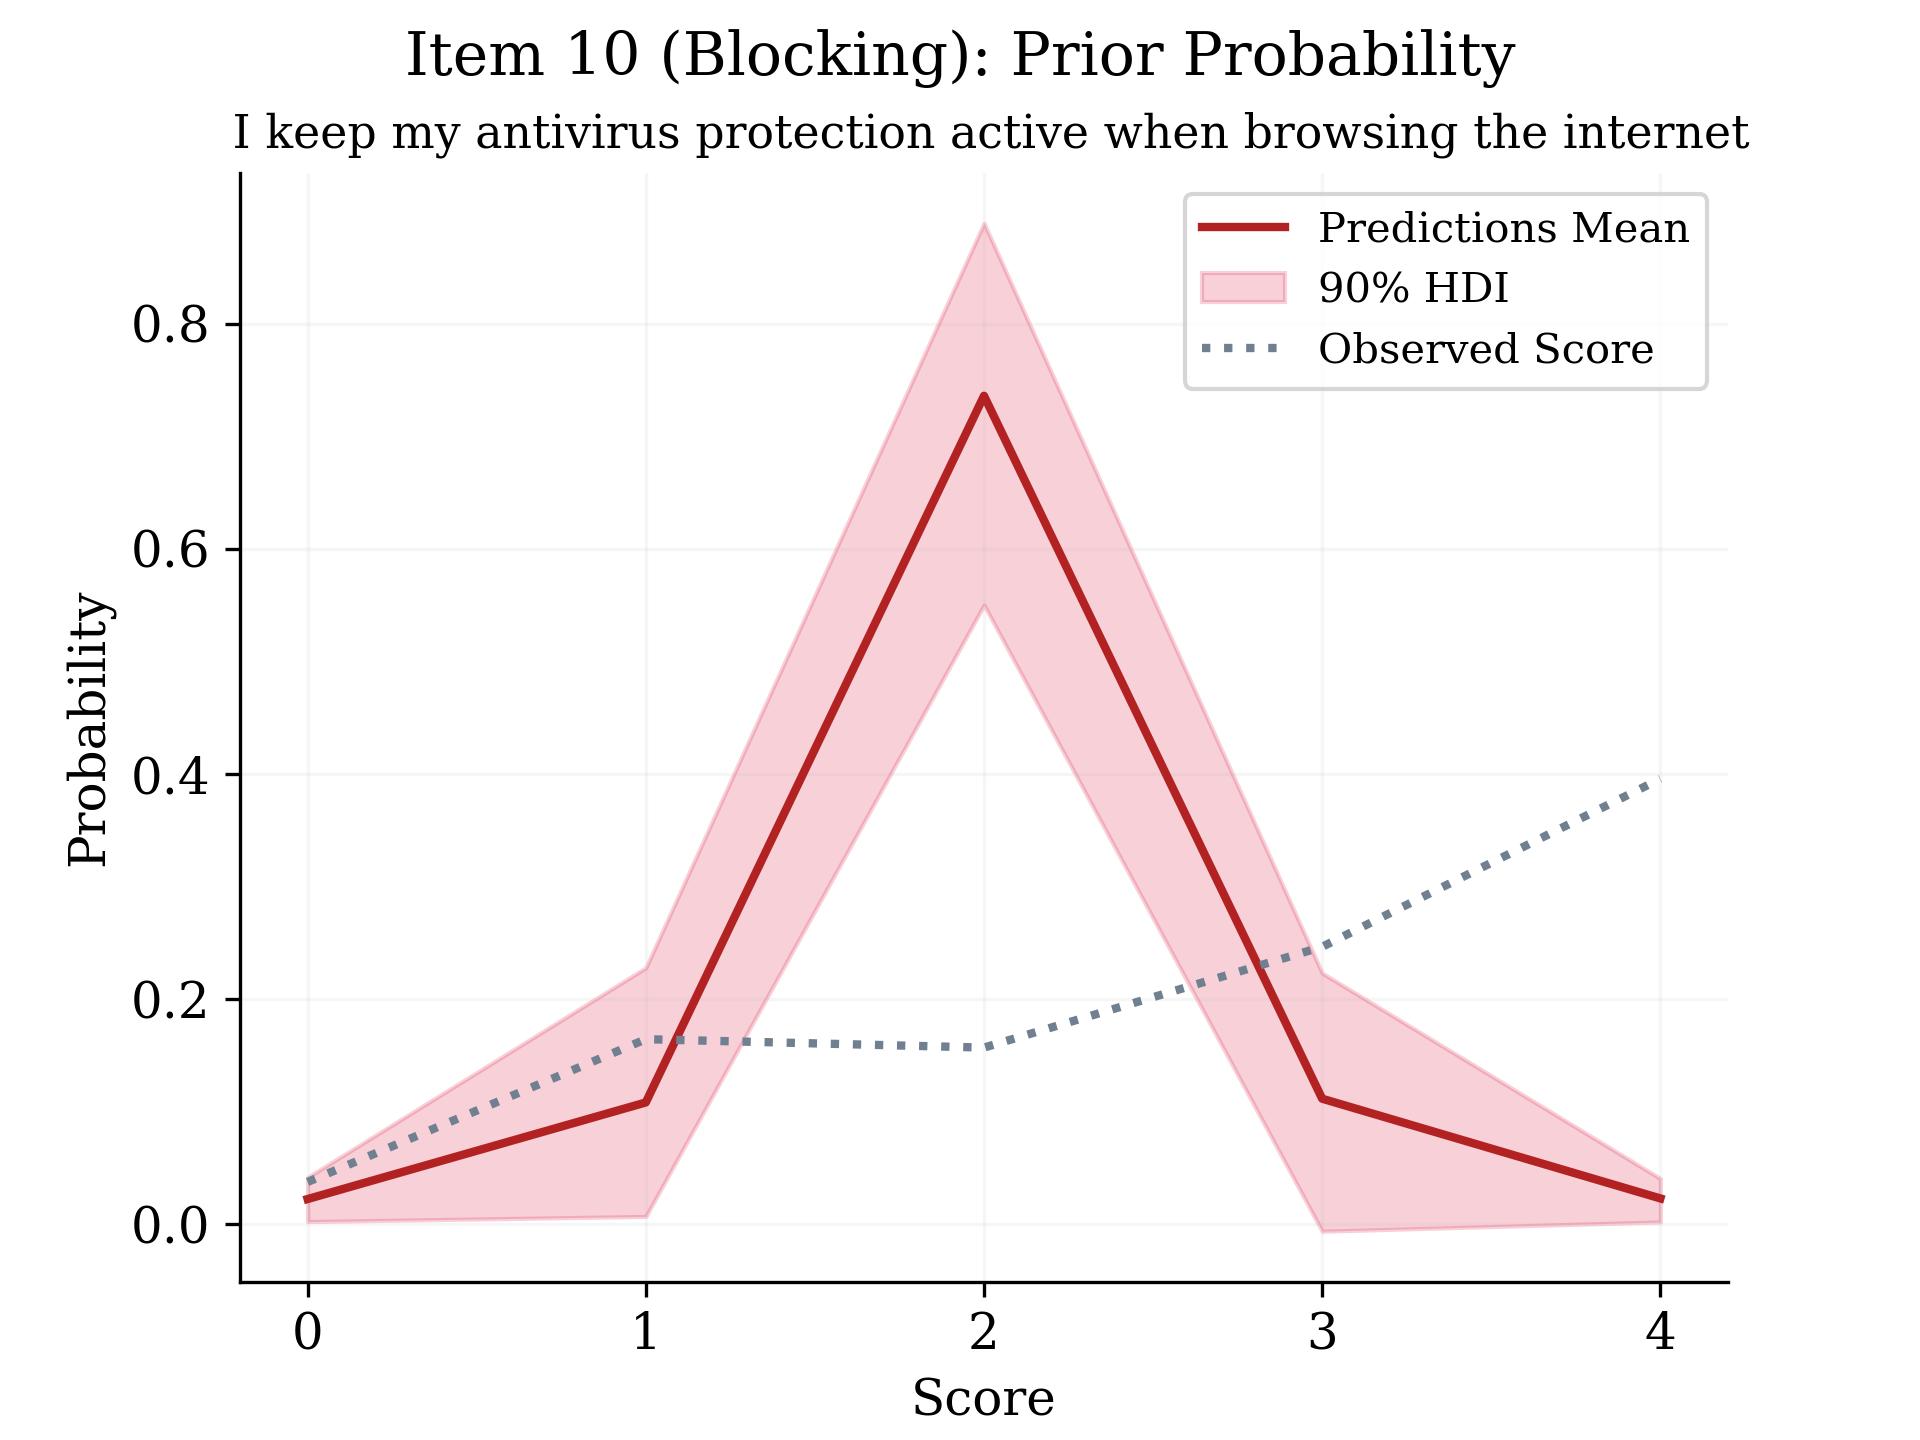 Item 10 (Blocking): Prior Probability
I keep my antivirus protection active when browsing the internet
Predictions Mean
90% HDI
Observed Score
Probability
0.8
0.6
0.4
0.2
0.0
0 1 2 3 4
Score